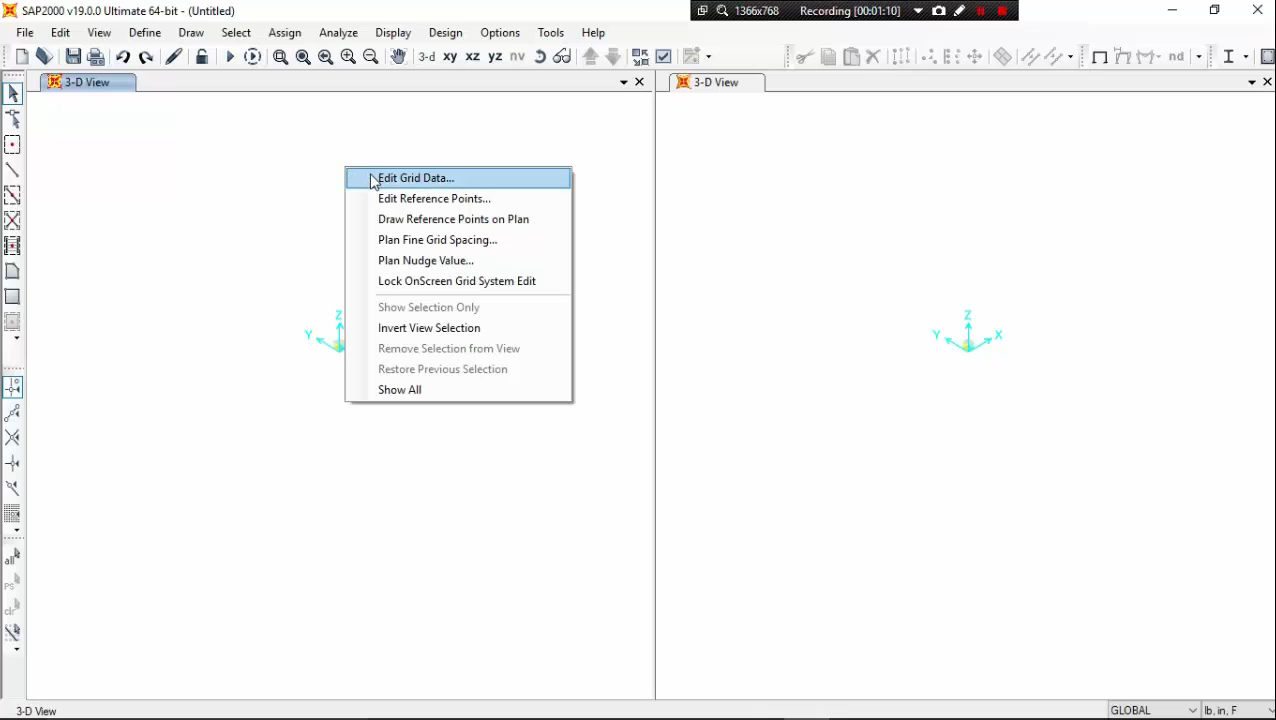 SAP2000 v19.0.0 Ultimate 64-bit - (Untitled)
1366x768
Recording [00:01:10]
File Edit View Define Draw Select Assign Analyze Display Design Options Tools Help
3-d xy xz yz nv
nd
3-D View
3-D View
Edit Grid Data...
Edit Reference Points...
Draw Reference Points on Plan
Plan Fine Grid Spacing...
Plan Nudge Value...
Lock OnScreen Grid System Edit
Show Selection Only
Invert View Selection
Remove Selection from View
Restore Previous Selection
Show All
Z
Y
Z
Y X
all
PS
clr
3-D View
GLOBAL
lb, in, F